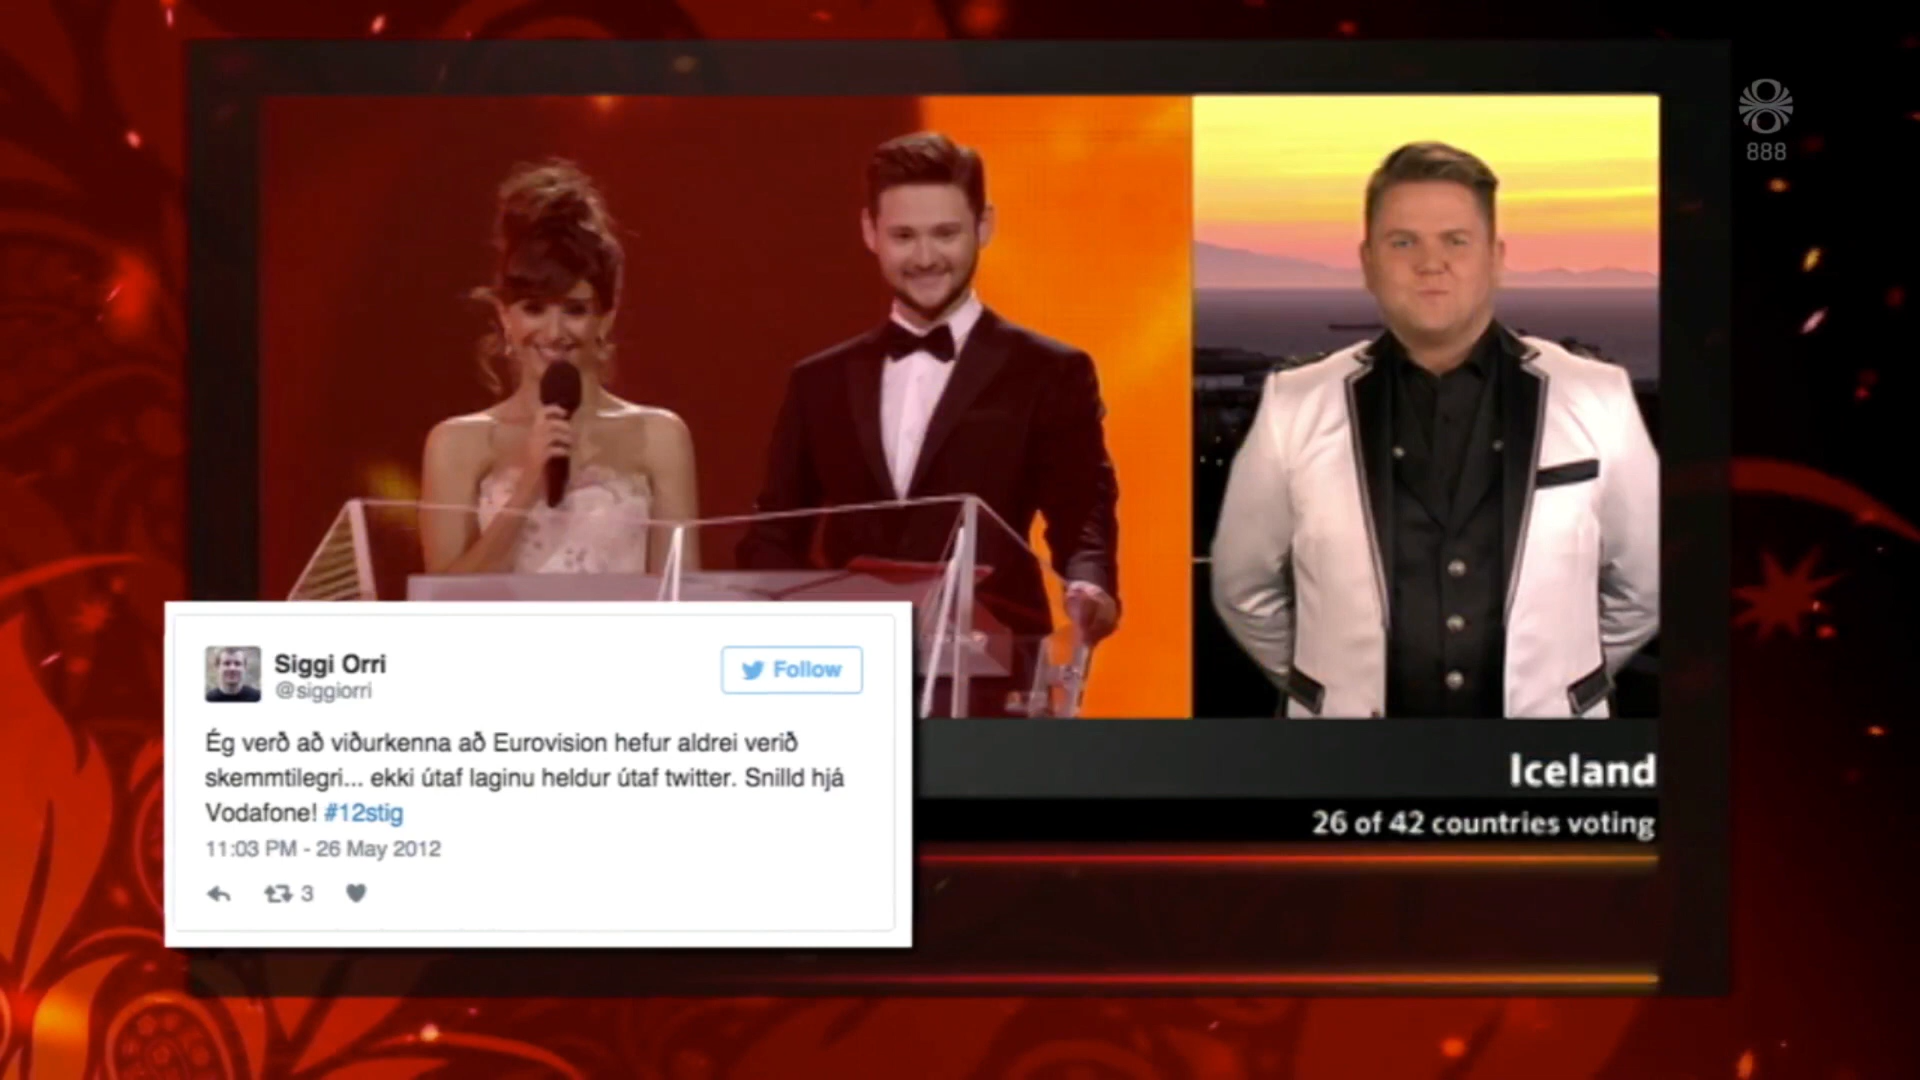 888
Iceland
26 of 42 countries voting
Siggi Orri
@siggiorri
Follow
Ég verð að viðurkenna að Eurovision hefur aldrei verið
skemmtilegri... ekki útaf laginu heldur útaf twitter. Snilld hjá
Vodafone! #12stig
11:03 PM - 26 May 2012
3